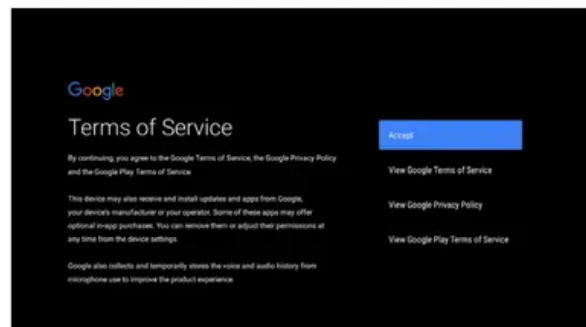 Google
Terms of Service
By continuing, you agree to the Google Terms of Service, the Google Privacy Policy
and the Google Play Terms of Service
This device may also receive and install updates and apps from Google,
your device's manufacturer or your operator. Some of these apps may offer
optional in-app purchases. You can remove them or adjust their permissions at
any time from the device settings.
Google also collects and temporarily stores the voice and audio history from
microphone use to improve the product experience.
Accept
View Google Terms of Service
View Google Privacy Policy
View Google Play Terms of Service